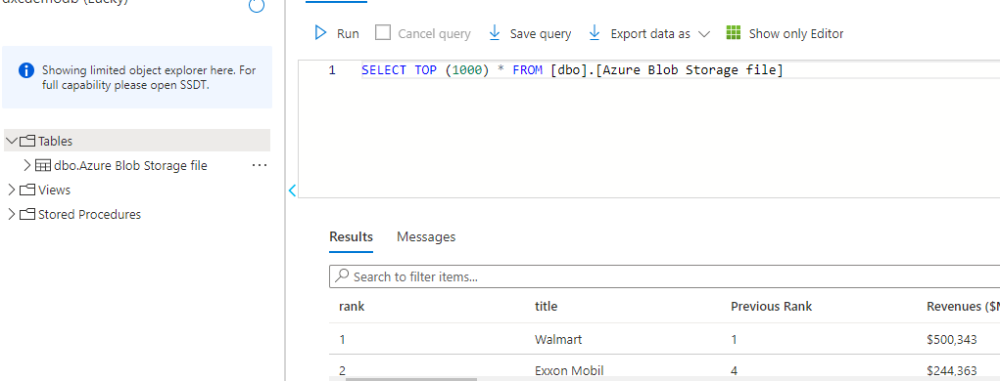 Run Cancel query Save query Export data as Show only Editor
Showing limited object explorer here. For
full capability please open SSDT.
1 SELECT TOP (1000) * FROM [dbo].[Azure Blob Storage file]
Tables
dbo.Azure Blob Storage file ...
Views
Stored Procedures
Results Messages
Search to filter items...
rank title Previous Rank Revenues ($M
1 Walmart 1 $500,343
2 Exxon Mobil 4 $244,363